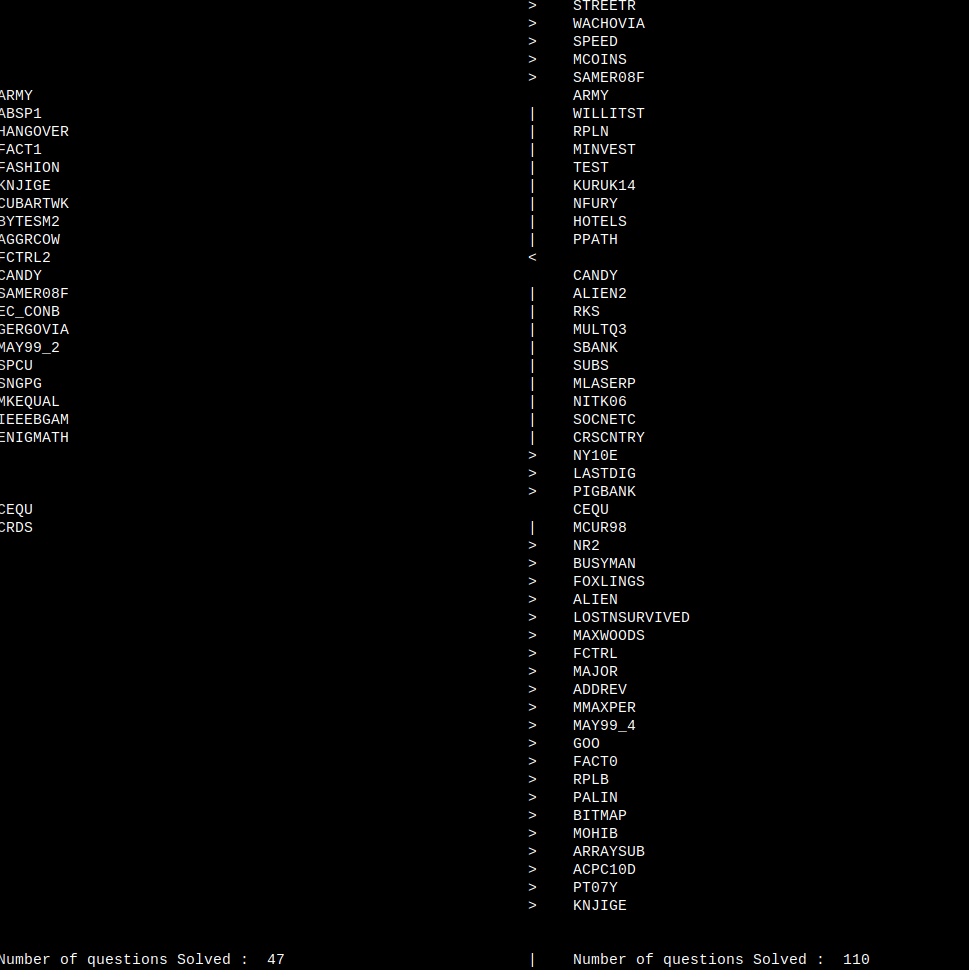 > STREETR
> WACHOVIA
> SPEED
> MCOINS
> SAMER08F
ARMY ARMY
ABSP1 | WILLITST
HANGOVER | RPLN
FACT1 | MINVEST
FASHION | TEST
KNJIGE | KURUK14
CUBARTWK | NFURY
BYTESM2 | HOTELS
AGGRCOW | PPATH
FCTRL2 <
CANDY CANDY
SAMER08F | ALIEN2
EC_CONB | RKS
GERGOVIA | MULTQ3
MAY99_2 | SBANK
SPCU | SUBS
SNGPG | MLASERP
MKEQUAL | NITK06
IEEEBGAM | SOCNETC
ENIGMATH | CRSCNTRY
> NY10E
> LASTDIG
> PIGBANK
CEQU CEQU
CRDS | MCUR98
> NR2
> BUSYMAN
> FOXLINGS
> ALIEN
> LOSTNSURVIVED
> MAXWOODS
> FCTRL
> MAJOR
> ADDREV
> MMAXPER
> MAY99_4
> GOO
> FACT0
> RPLB
> PALIN
> BITMAP
> MOHIB
> ARRAYSUB
> ACPC10D
> PT07Y
> KNJIGE
Number of questions Solved : 47 | Number of questions Solved : 110